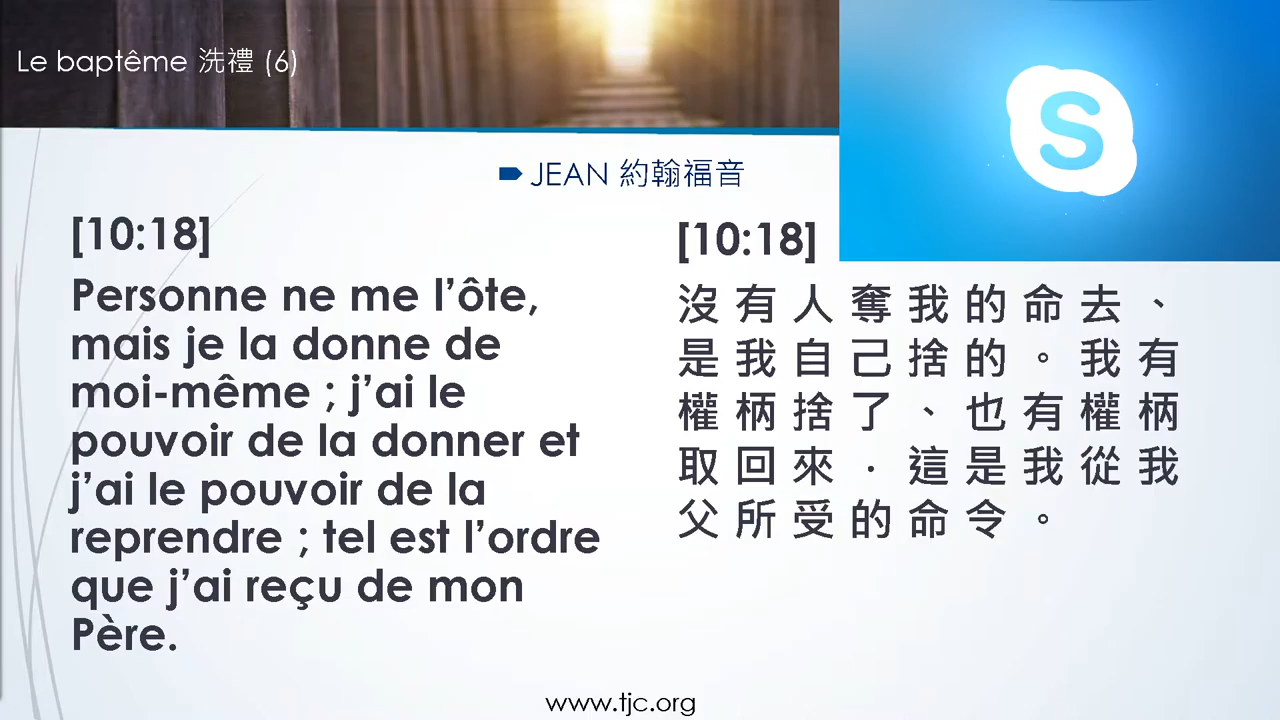 Le baptême 洗禮 (6)
JEAN 約翰福音
[10:18]
Personne ne me l’ôte,
mais je la donne de
moi-même ; j’ai le
pouvoir de la donner et
j’ai le pouvoir de la
reprendre ; tel est l’ordre
que j’ai reçu de mon
Père.
[10:18]
沒有人奪我的命去、
是我自己捨的。我有
權柄捨了、也有權柄
取回來．這是我從我
父所受的命令。
S
www.tjc.org